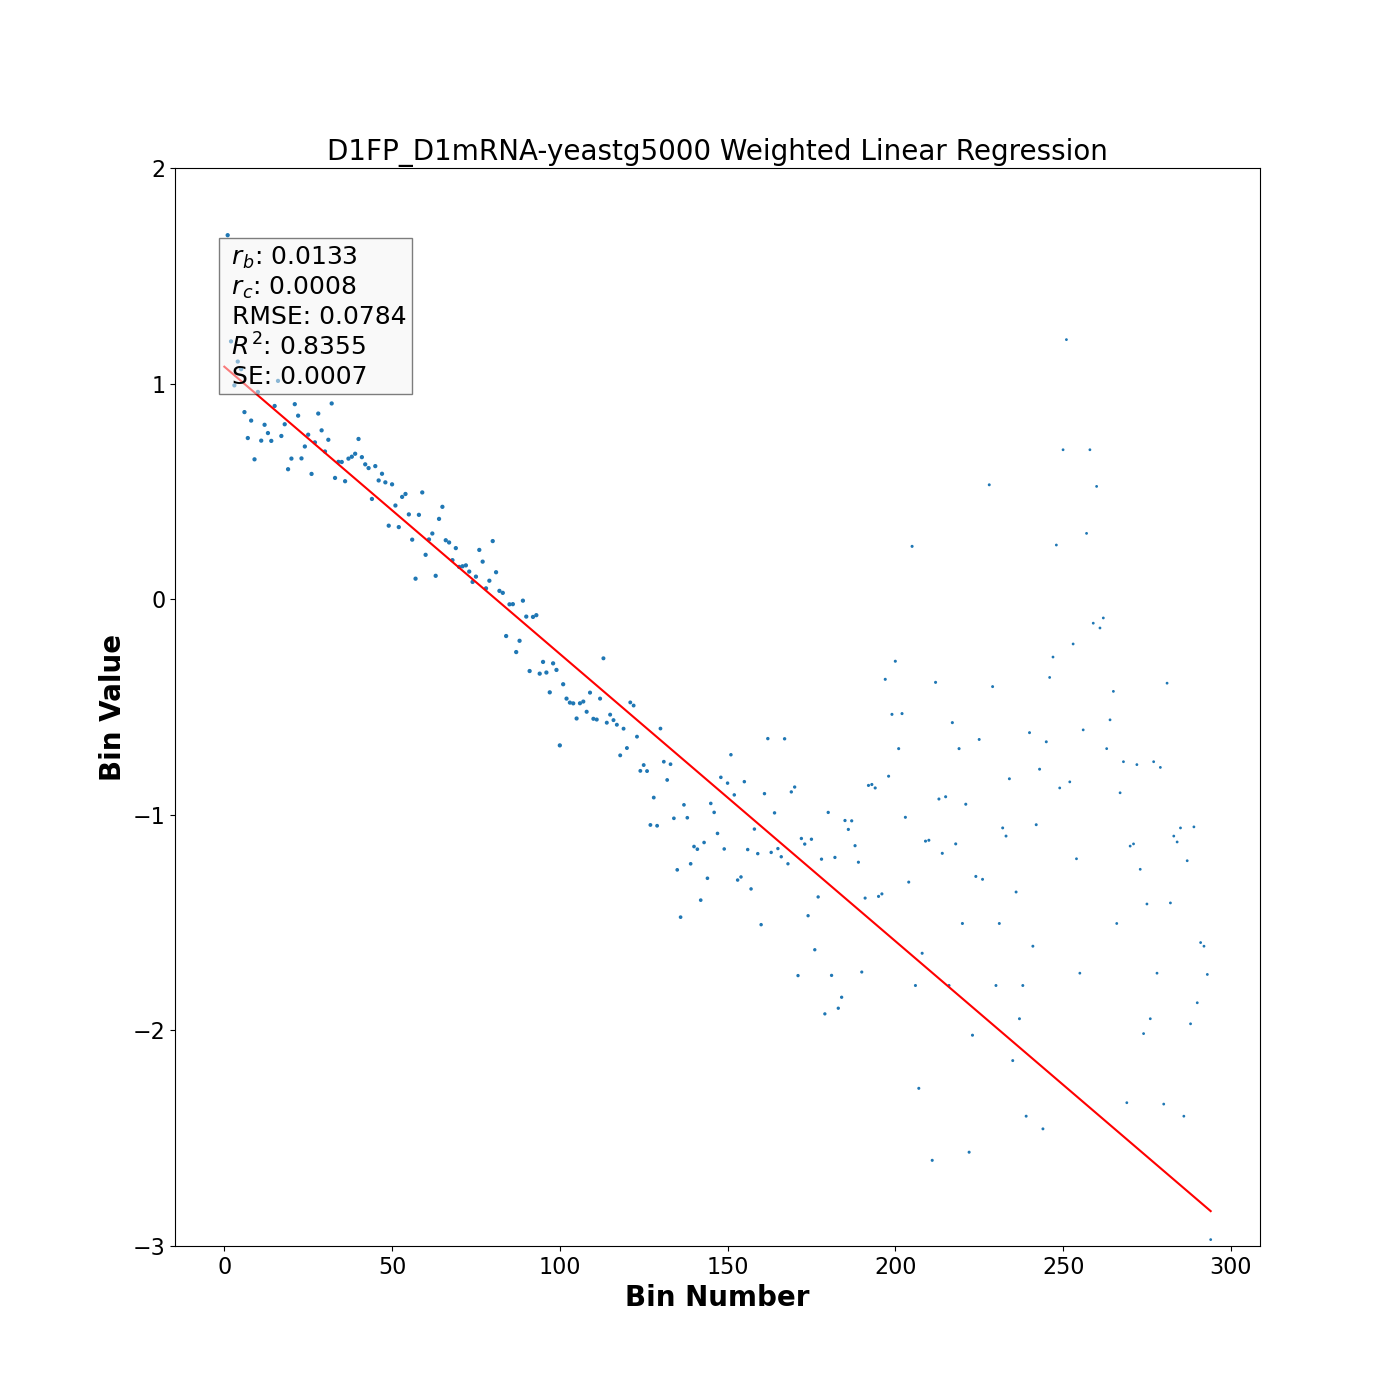 D1FP_D1mRNA-yeastg5000 Weighted Linear Regression
2
r_b: 0.0133
r_c: 0.0008
RMSE: 0.0784
R²: 0.8355
SE: 0.0007
1
0
−1
−2
−3
Bin Value
0 50 100 150 200 250 300
Bin Number